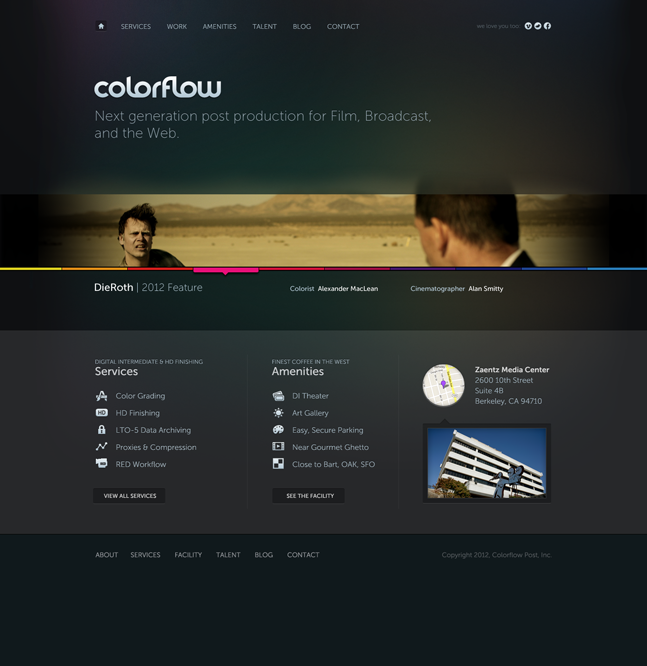 SERVICES WORK AMENITIES TALENT BLOG CONTACT we love you too
colorflow
Next generation post production for Film, Broadcast,
and the Web.
DieRoth | 2012 Feature Colorist Alexander MacLean Cinematographer Alan Smitty
DIGITAL INTERMEDIATE & HD FINISHING
Services
Color Grading
HD HD Finishing
LTO-5 Data Archiving
Proxies & Compression
RED Workflow
VIEW ALL SERVICES
FINEST COFFEE IN THE WEST
Amenities
DI Theater
Art Gallery
Easy, Secure Parking
Near Gourmet Ghetto
Close to Bart, OAK, SFO
SEE THE FACILITY
Zaentz Media Center
2600 10th Street
Suite 4B
Berkeley, CA 94710
ABOUT SERVICES FACILITY TALENT BLOG CONTACT Copyright 2012, Colorflow Post, Inc.